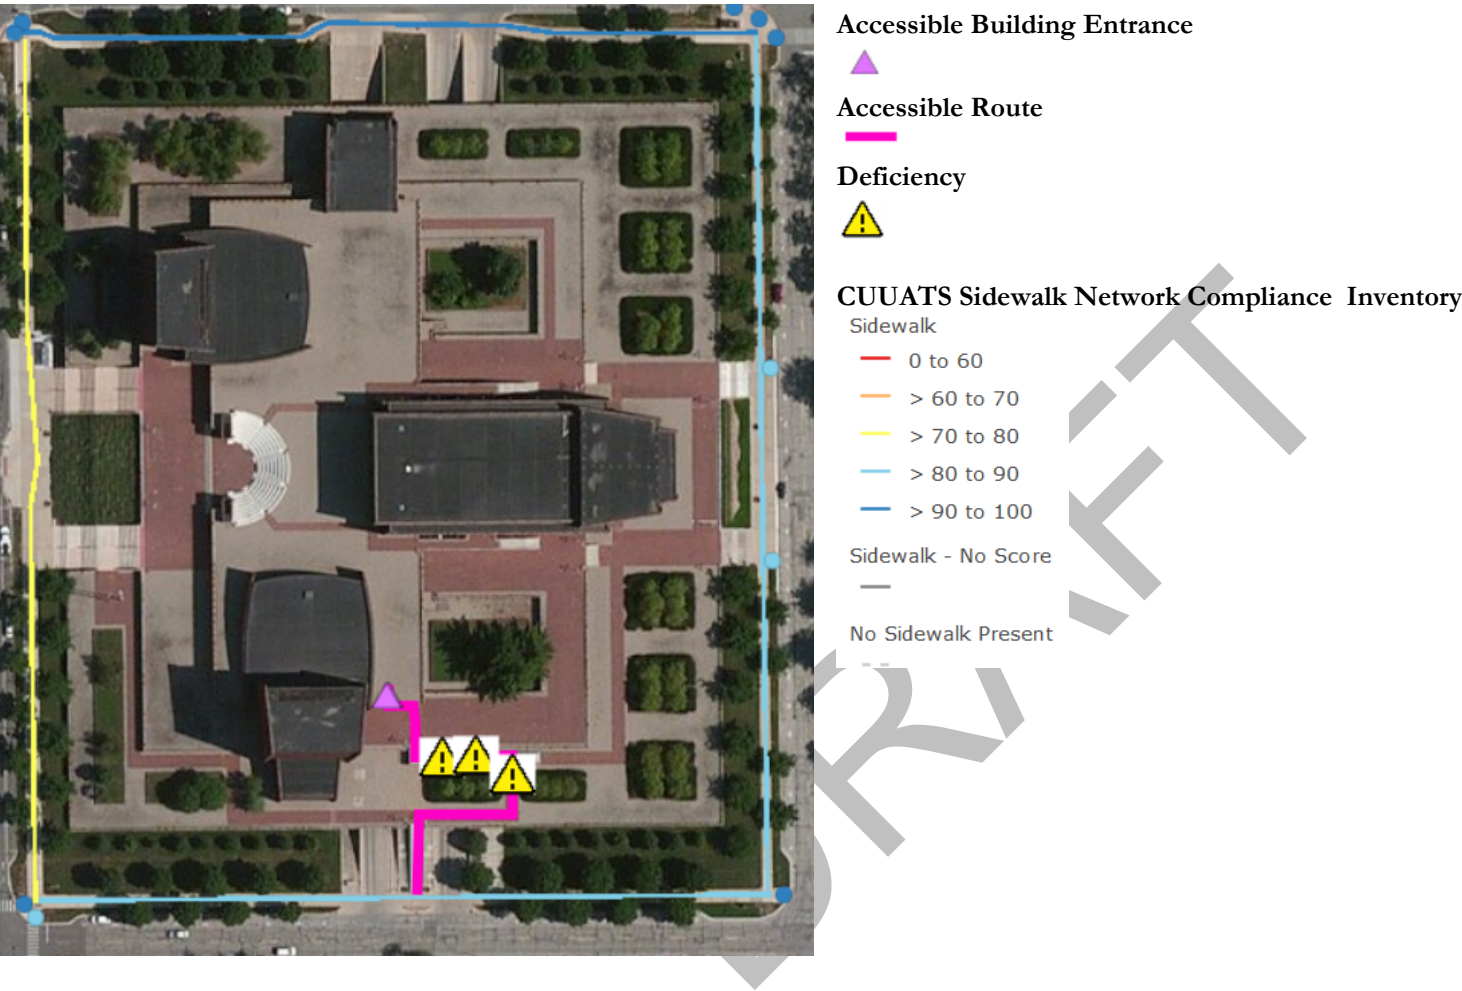 Accessible Building Entrance
Accessible Route
Deficiency
CUUATS Sidewalk Network Compliance Inventory
Sidewalk
0 to 60
> 60 to 70
> 70 to 80
> 80 to 90
> 90 to 100
Sidewalk - No Score
No Sidewalk Present
DRAFT